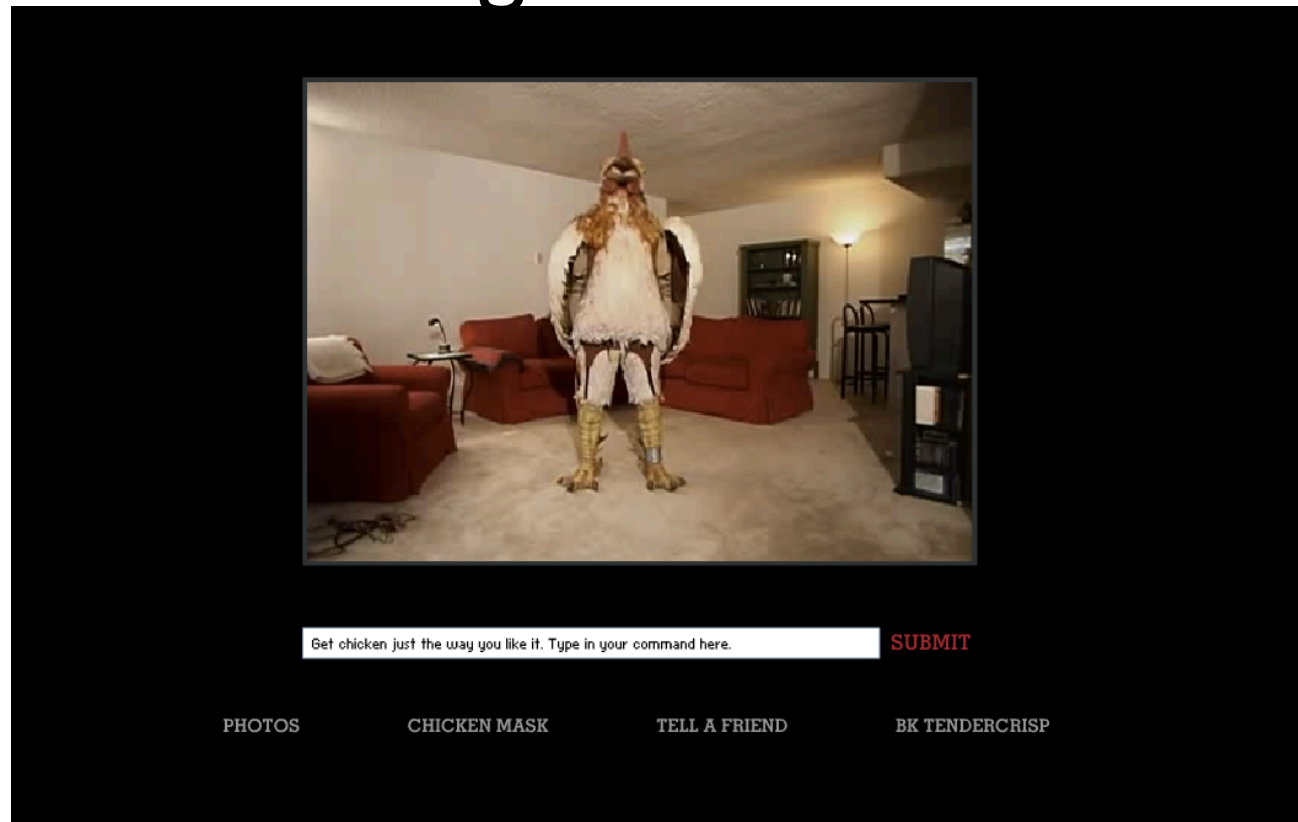 Get chicken just the way you like it. Type in your command here.
SUBMIT
PHOTOS
CHICKEN MASK
TELL A FRIEND
BK TENDERCRISP